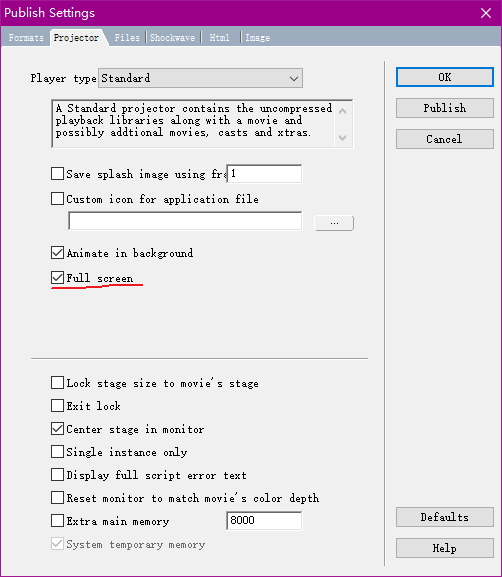 Publish Settings
Formats Projector Files Shockwave Html Image
Player type Standard
OK
A Standard projector contains the uncompressed
playback libraries along with a movie and
possibly addtional movies, casts and xtras.
Publish
Cancel
Save splash image using fra 1
Custom icon for application file
...
Animate in background
Full screen
Lock stage size to movie's stage
Exit lock
Center stage in monitor
Single instance only
Display full script error text
Reset monitor to match movie's color depth
Extra main memory 8000
Defaults
System temporary memory
Help